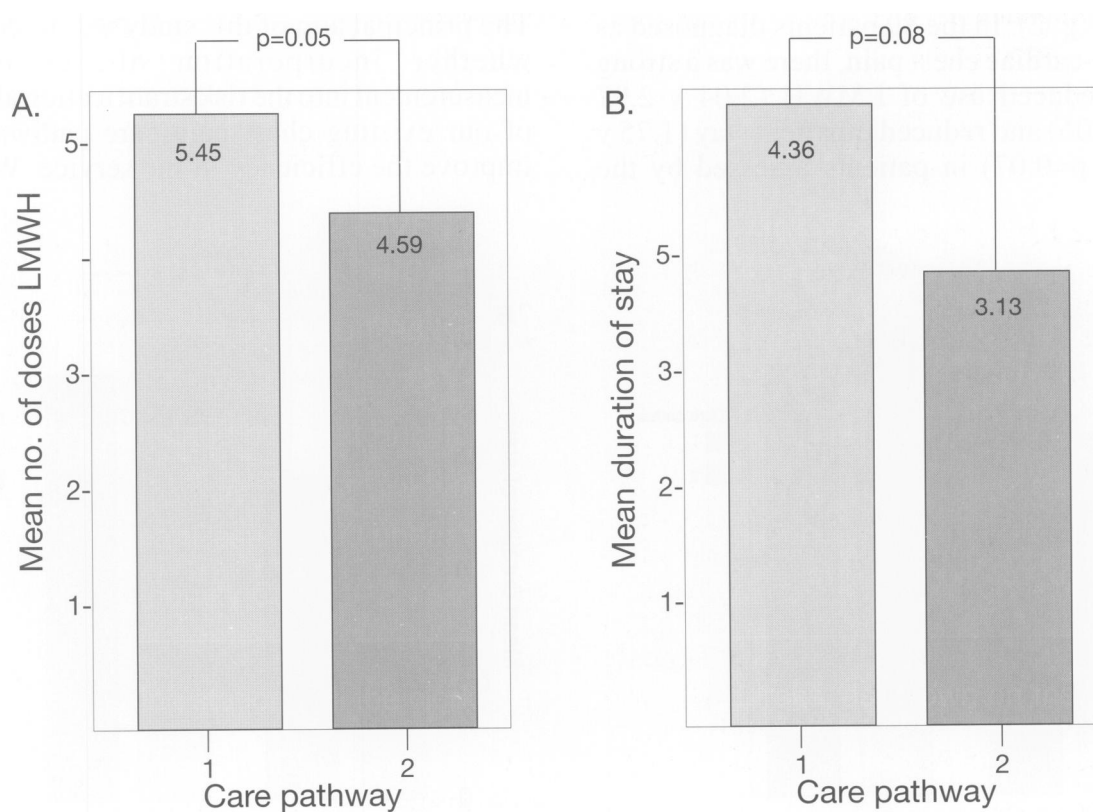 A.
p=0.05
Mean no. of doses LMWH
5
3
2
1
5.45
4.59
1
2
Care pathway
B.
p=0.08
Mean duration of stay
5
3
2
1
4.36
3.13
1
2
Care pathway